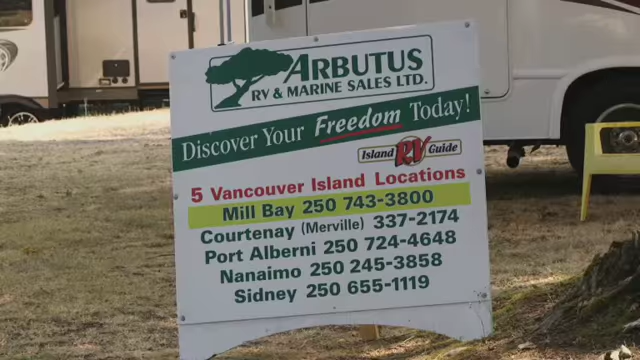 ARBUTUS
RV & MARINE SALES LTD.
Discover Your Freedom Today!
Island RV Guide
5 Vancouver Island Locations
Mill Bay 250 743-3800
Courtenay (Merville) 337-2174
Port Alberni 250 724-4648
Nanaimo 250 245-3858
Sidney 250 655-1119